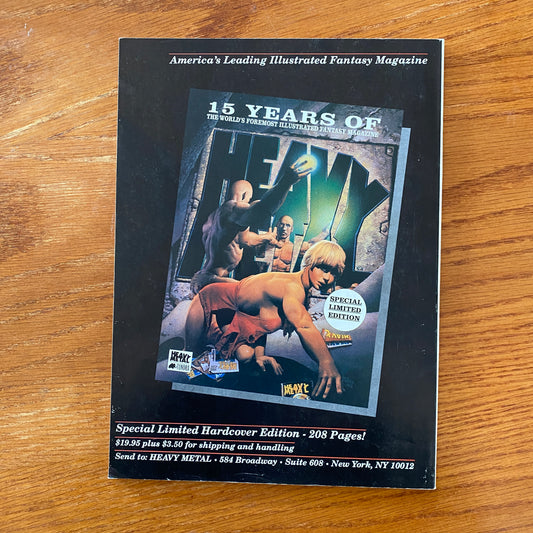 America's Leading Illustrated Fantasy Magazine
15 YEARS OF
THE WORLD'S FOREMOST ILLUSTRATED FANTASY MAGAZINE
HEAVY
SPECIAL
LIMITED
EDITION
Special Limited Hardcover Edition - 208 Pages!
$19.95 plus $3.50 for shipping and handling
Send to: HEAVY METAL • 584 Broadway • Suite 608 • New York, NY 10012